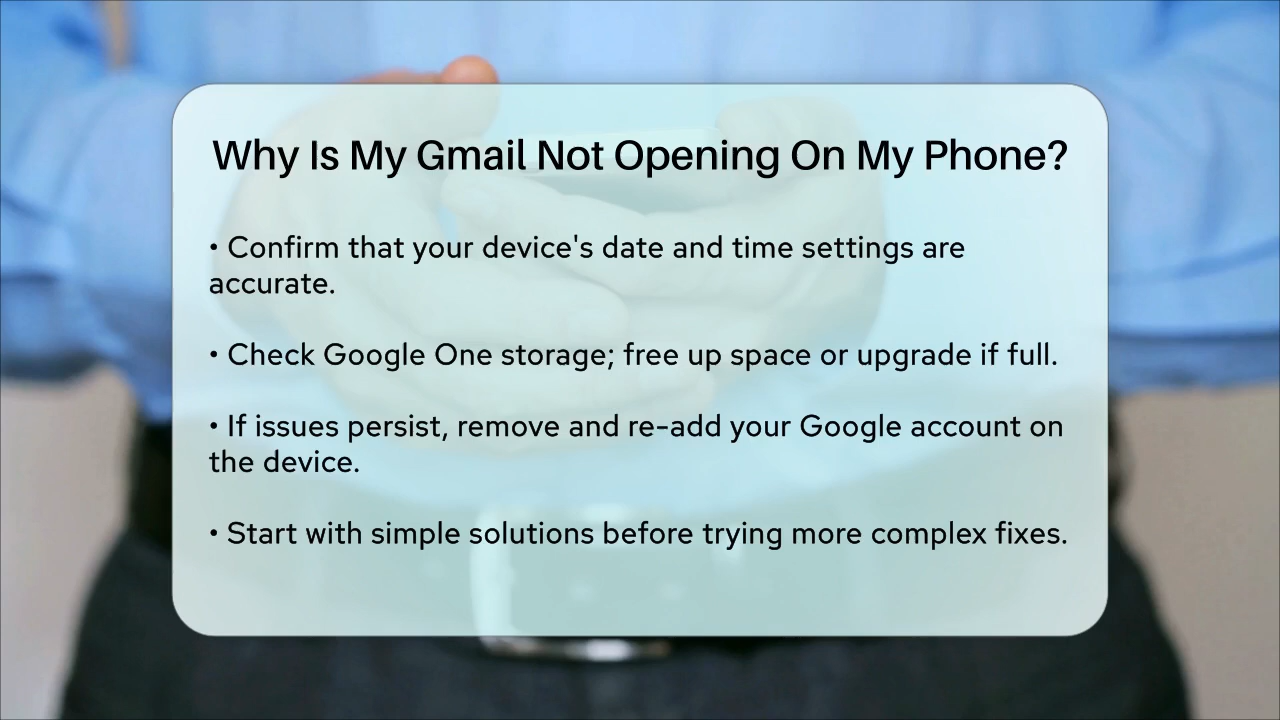 Why Is My Gmail Not Opening On My Phone?
• Confirm that your device's date and time settings are
accurate.
• Check Google One storage; free up space or upgrade if full.
• If issues persist, remove and re-add your Google account on
the device.
• Start with simple solutions before trying more complex fixes.